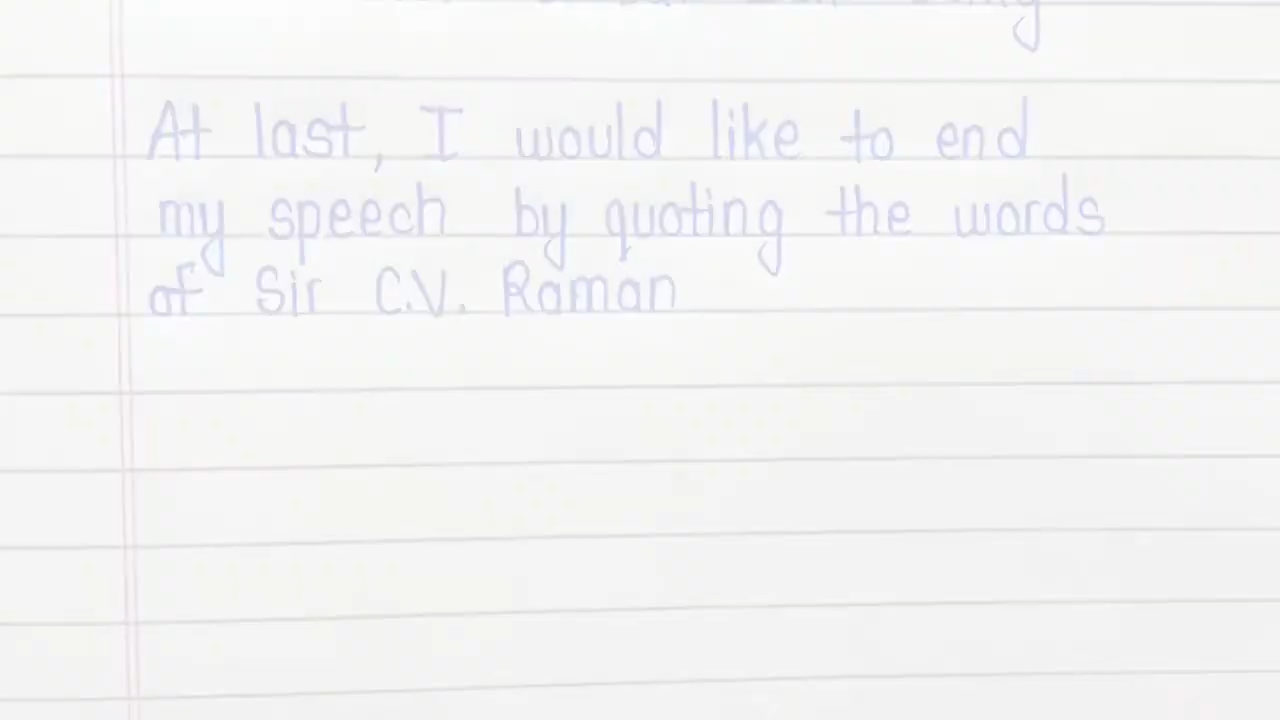 At last, I would like to end
my speech by quoting the words
of Sir C.V. Raman